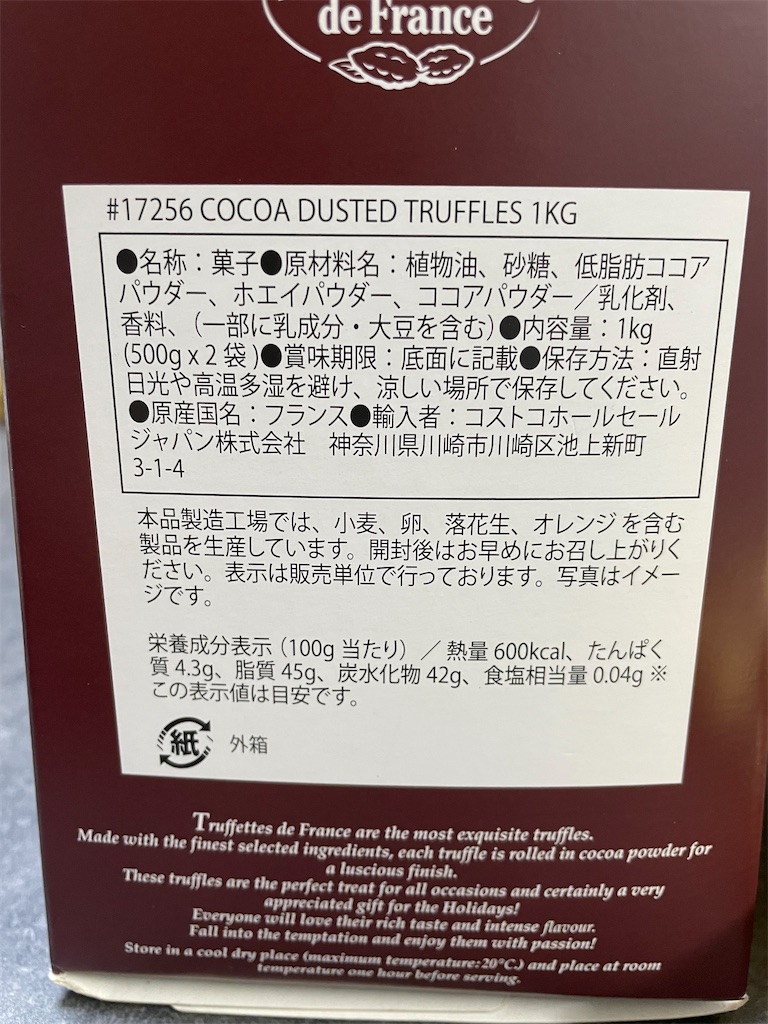 de France
#17256 COCOA DUSTED TRUFFLES 1KG
●名称：菓子●原材料名：植物油、砂糖、低脂肪ココア
パウダー、ホエイパウダー、ココアパウダー／乳化剤、
香料、（一部に乳成分・大豆を含む）●内容量：1kg
(500g x 2 袋 )●賞味期限：底面に記載●保存方法：直射
日光や高温多湿を避け、涼しい場所で保存してください。
●原産国名：フランス●輸入者：コストコホールセール
ジャパン株式会社　神奈川県川崎市川崎区池上新町
3-1-4
本品製造工場では、小麦、卵、落花生、オレンジを含む
製品を生産しています。開封後はお早めにお召し上がりく
ださい。表示は販売単位で行っております。写真はイメー
ジです。
栄養成分表示（100g 当たり）／熱量 600kcal、たんぱく
質 4.3g、脂質 45g、炭水化物 42g、食塩相当量 0.04g ※
この表示値は目安です。
紙 外箱
Truffettes de France are the most exquisite truffles.
Made with the finest selected ingredients, each truffle is rolled in cocoa powder for
a luscious finish.
These truffles are the perfect treat for all occasions and certainly a very
appreciated gift for the Holidays!
Everyone will love their rich taste and intense flavour.
Fall into the temptation and enjoy them with passion!
Store in a cool dry place (maximum temperature:20°C) and place at room
temperature one hour before serving.